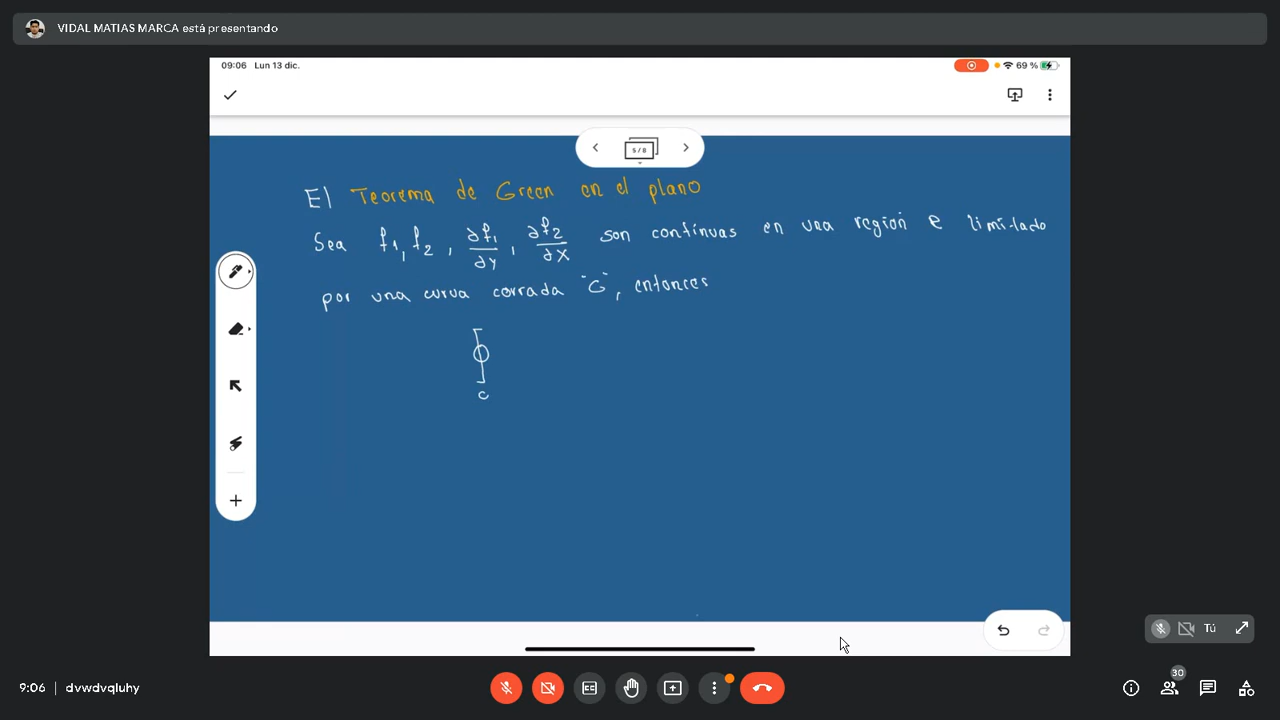 VIDAL MATIAS MARCA está presentando
09:06 Lun 13 dic.
69 %
5/8
El Teorema de Green en el plano
Sea f₁, f₂, ∂f₁/∂y, ∂f₂/∂x son continuas en una región e limitado
por una curva cerrada "C", entonces
∮
c
Tú
9:06 | dvwdvqluhy
30